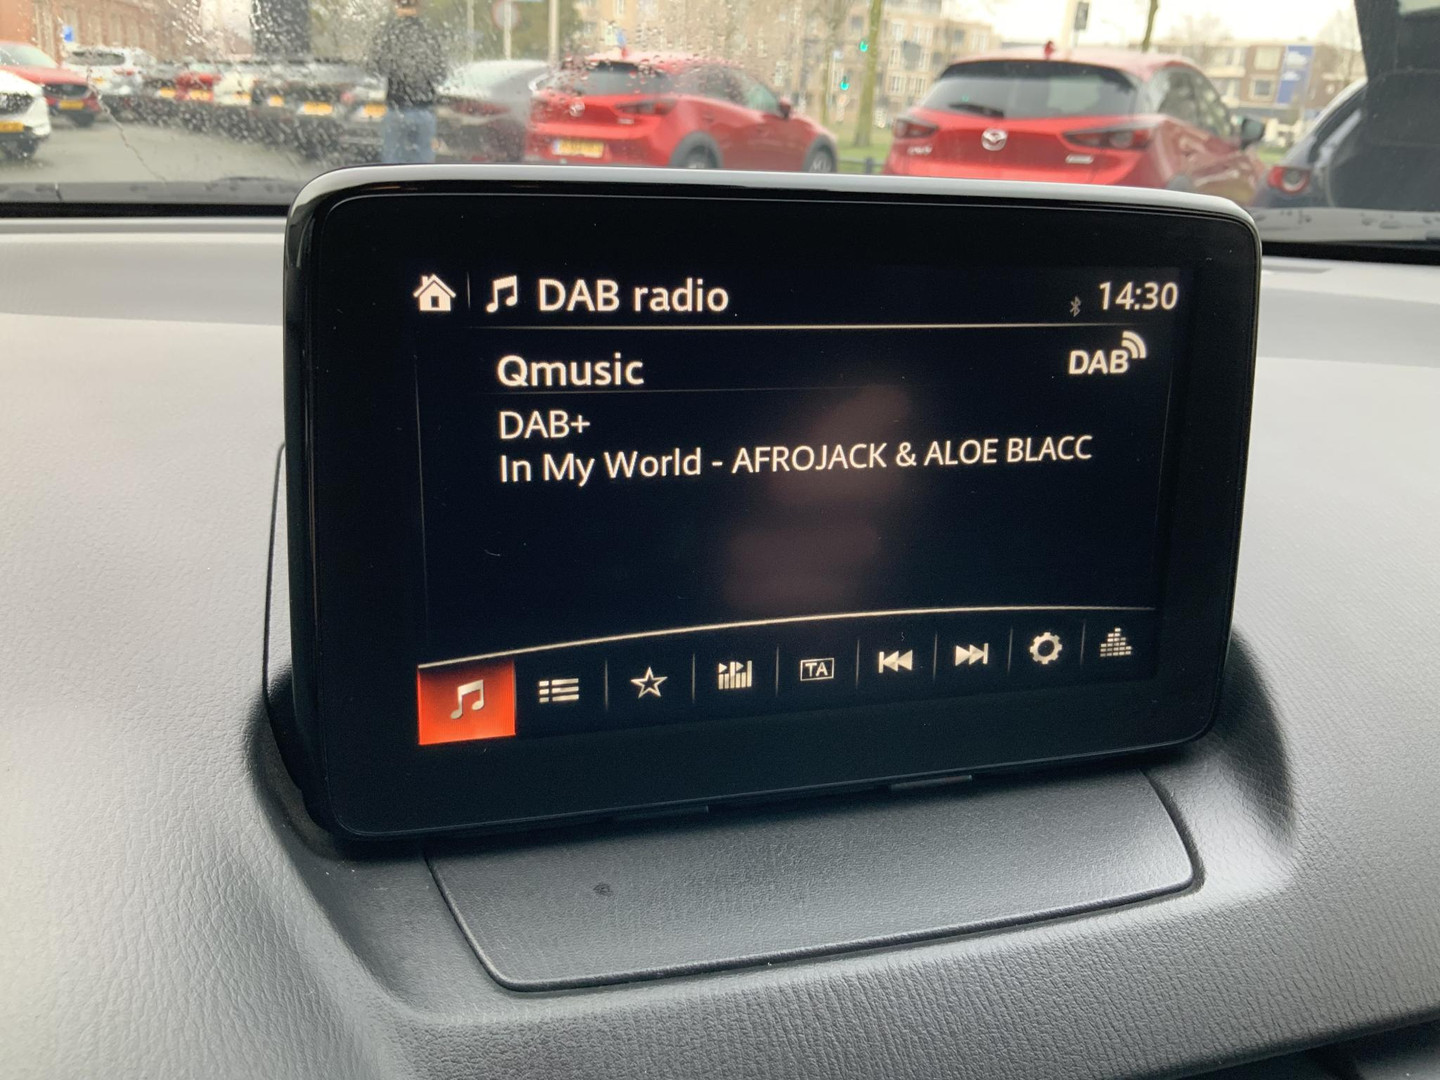 DAB radio
14:30
Qmusic
DAB
DAB+
In My World - AFROJACK & ALOE BLACC
TA